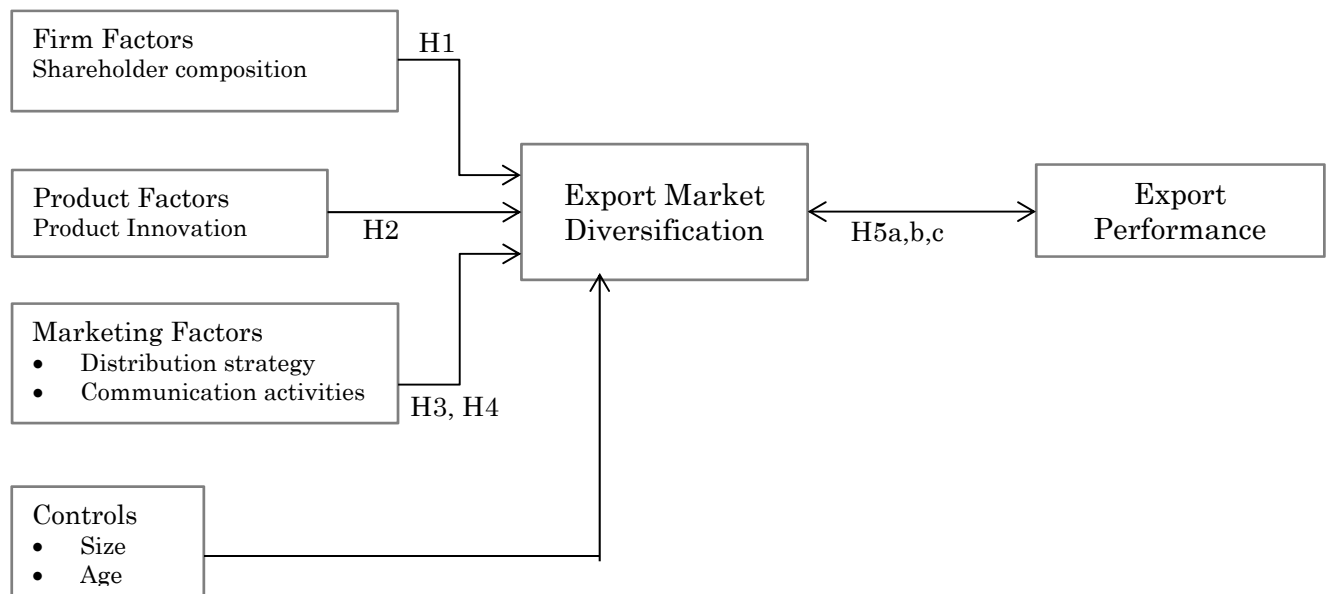 Firm Factors
Shareholder composition
H1
Product Factors
Product Innovation
H2
Marketing Factors
• Distribution strategy
• Communication activities
H3, H4
Controls
• Size
• Age
Export Market
Diversification
H5a,b,c
Export
Performance